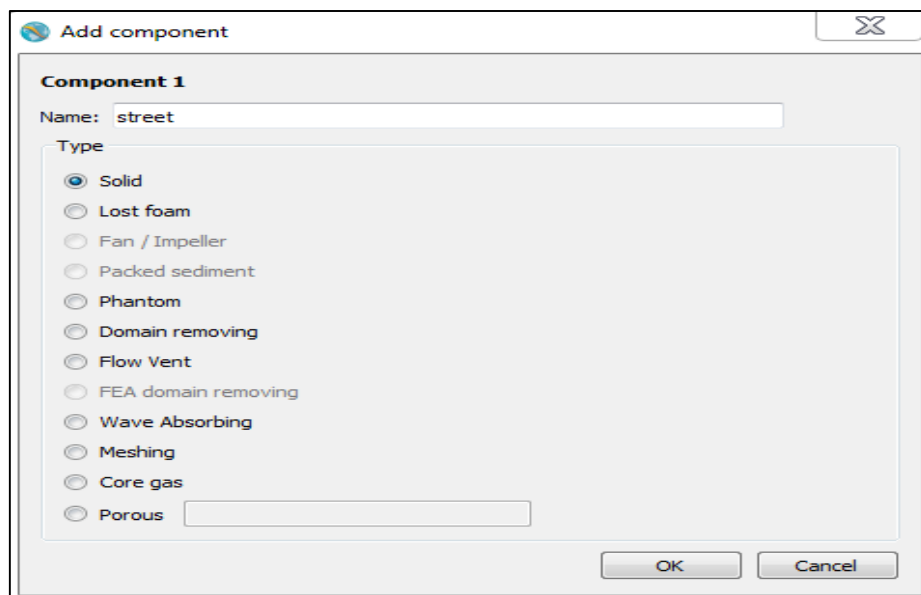 Add component
Component 1
Name: street
Type
Solid
Lost foam
Fan / Impeller
Packed sediment
Phantom
Domain removing
Flow Vent
FEA domain removing
Wave Absorbing
Meshing
Core gas
Porous
OK Cancel